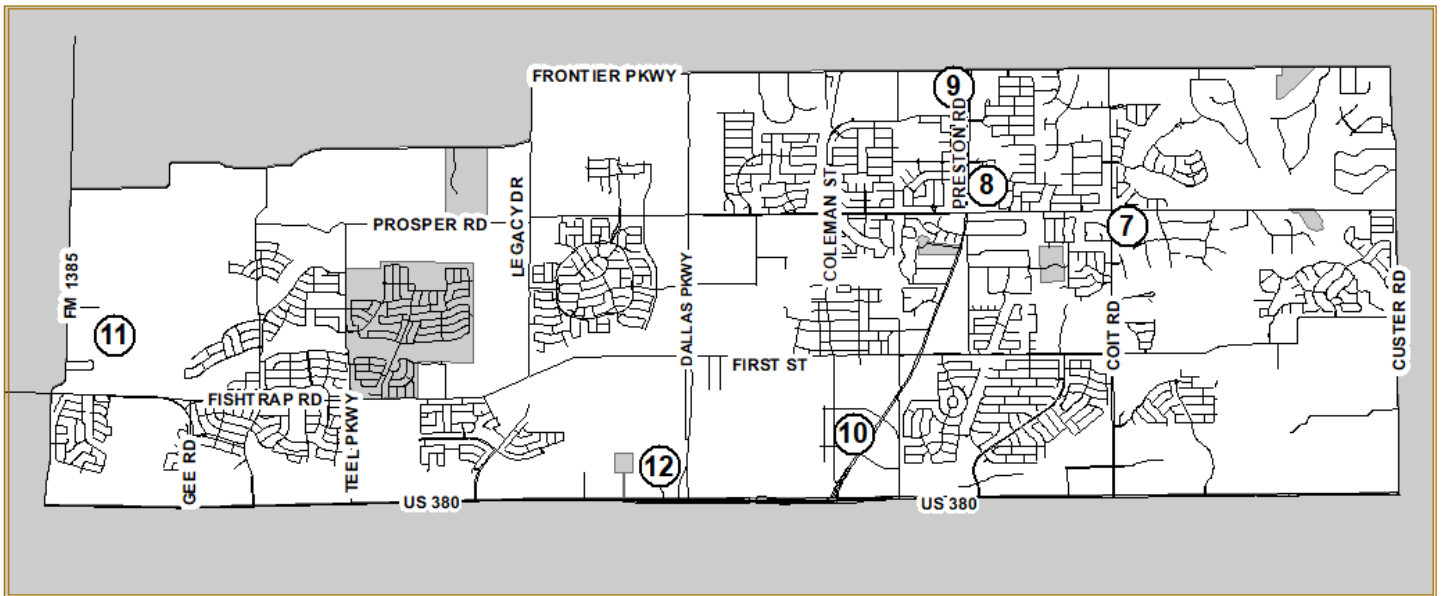 FRONTIER PKWY
9
PRESTON RD
8
LEGACY DR
COLEMAN ST
PROSPER RD
7
FM 1385
DALLAS PKWY
CUSTER RD
11
COIT RD
FIRST ST
FISHTRAP RD
TEEL PKWY
GEE RD
10
12
US 380
US 380